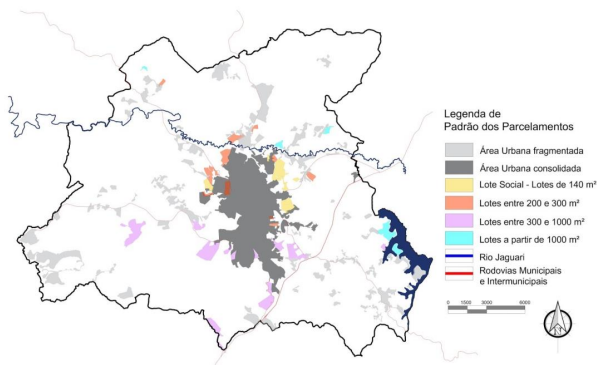 Legenda de
Padrão dos Parcelamentos
Área Urbana fragmentada
Área Urbana consolidada
Lote Social - Lotes de 140 m²
Lotes entre 200 e 300 m²
Lotes entre 300 e 1000 m²
Lotes a partir de 1000 m²
Rio Jaguari
Rodovias Municipais
e Intermunicipais
0 1500 3000 6000